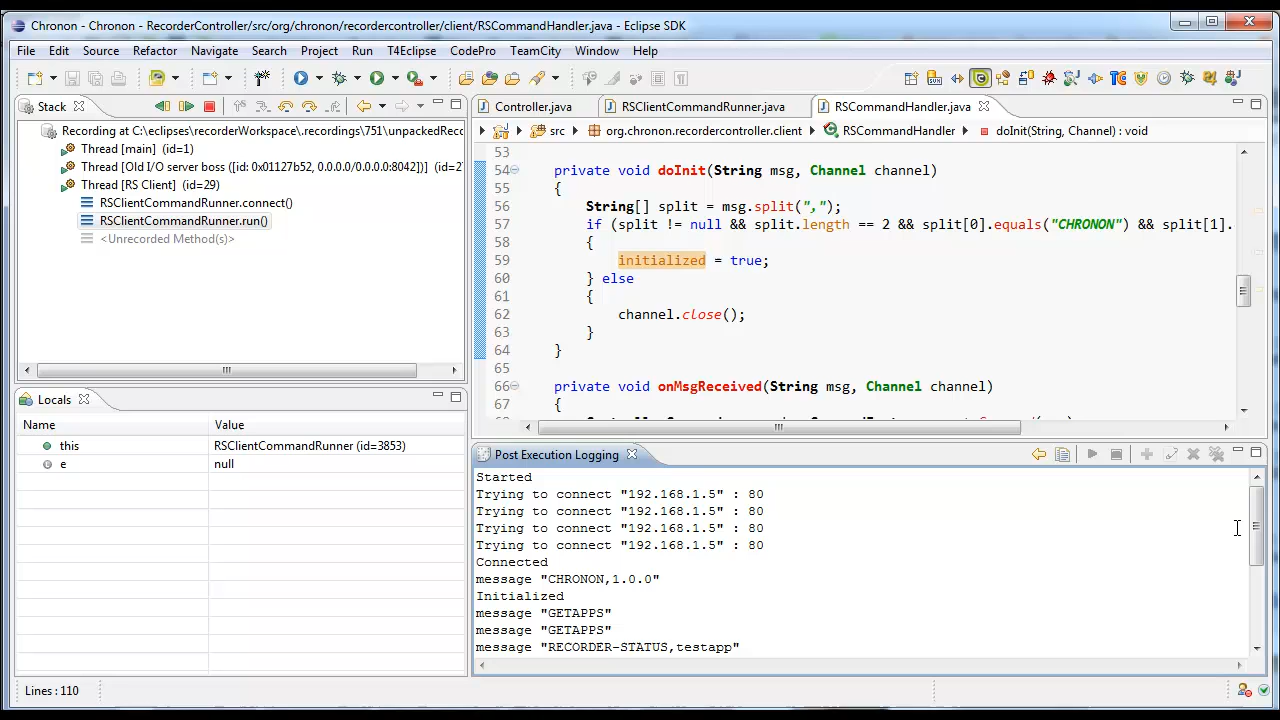 Chronon - RecorderController/src/org/chronon/recordercontroller/client/RSCommandHandler.java - Eclipse SDK
File Edit Source Refactor Navigate Search Project Run T4Eclipse CodePro TeamCity Window Help
Stack
Recording at C:\eclipses\recorderWorkspace\.recordings\751\unpackedReco
Thread [main] (id=1)
Thread [Old I/O server boss ([id: 0x01127b52, 0.0.0.0/0.0.0.0:8042])] (id=2
Thread [RS Client] (id=29)
RSClientCommandRunner.connect()
RSClientCommandRunner.run()
<Unrecorded Method(s)>
Locals
Name Value
this RSClientCommandRunner (id=3853)
e null
Controller.java RSClientCommandRunner.java RSCommandHandler.java
src org.chronon.recordercontroller.client RSCommandHandler doInit(String, Channel) : void
53
54 private void doInit(String msg, Channel channel)
55 {
56 String[] split = msg.split(",");
57 if (split != null && split.length == 2 && split[0].equals("CHRONON") && split[1].
58 {
59 initialized = true;
60 } else
61 {
62 channel.close();
63 }
64 }
65
66 private void onMsgReceived(String msg, Channel channel)
67 {
Post Execution Logging
Started
Trying to connect "192.168.1.5" : 80
Trying to connect "192.168.1.5" : 80
Trying to connect "192.168.1.5" : 80
Trying to connect "192.168.1.5" : 80
Connected
message "CHRONON,1.0.0"
Initialized
message "GETAPPS"
message "GETAPPS"
message "RECORDER-STATUS,testapp"
Lines : 110